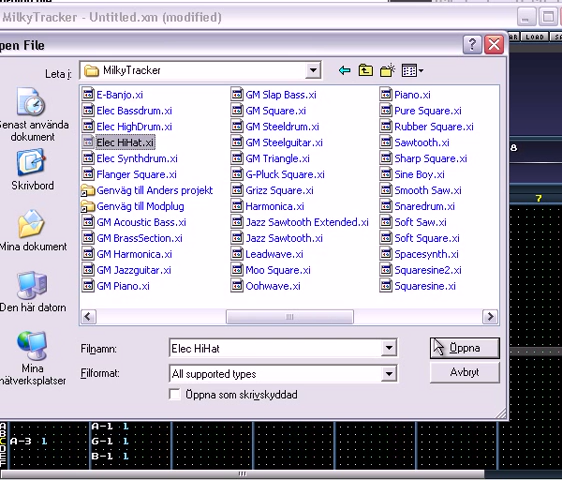 MilkyTracker - Untitled.xm (modified)
pen File
Leta i:
MilkyTracker
LOAD
enast använda
dokument
Skrivbord
Mina dokument
Den här datorn
Mina
nätverksplatser
E-Banjo.xi
Elec Bassdrum.xi
Elec HighDrum.xi
Elec HiHat.xi
Elec Synthdrum.xi
Flanger Square.xi
Genväg till Anders projekt
Genväg till Modplug
GM Acoustic Bass.xi
GM BrassSection.xi
GM Harmonica.xi
GM Jazzguitar.xi
GM Piano.xi
GM Slap Bass.xi
GM Square.xi
GM Steeldrum.xi
GM Steelguitar.xi
GM Triangle.xi
G-Pluck Square.xi
Grizz Square.xi
Harmonica.xi
Jazz Sawtooth Extended.xi
Jazz Sawtooth.xi
Leadwave.xi
Moo Square.xi
Oohwave.xi
Piano.xi
Pure Square.xi
Rubber Square.xi
Sawtooth.xi
Sharp Square.xi
Sine Boy.xi
Smooth Saw.xi
Snaredrum.xi
Soft Saw.xi
Soft Square.xi
Spacesynth.xi
Squaresine2.xi
Squaresine.xi
8
7
Filnamn:
Elec HiHat
Öppna
Filformat:
All supported types
Avbryt
Öppna som skrivskyddad
A
A-1 1
B
C A-3 1
G-1 1
D
E
B-1 1
F